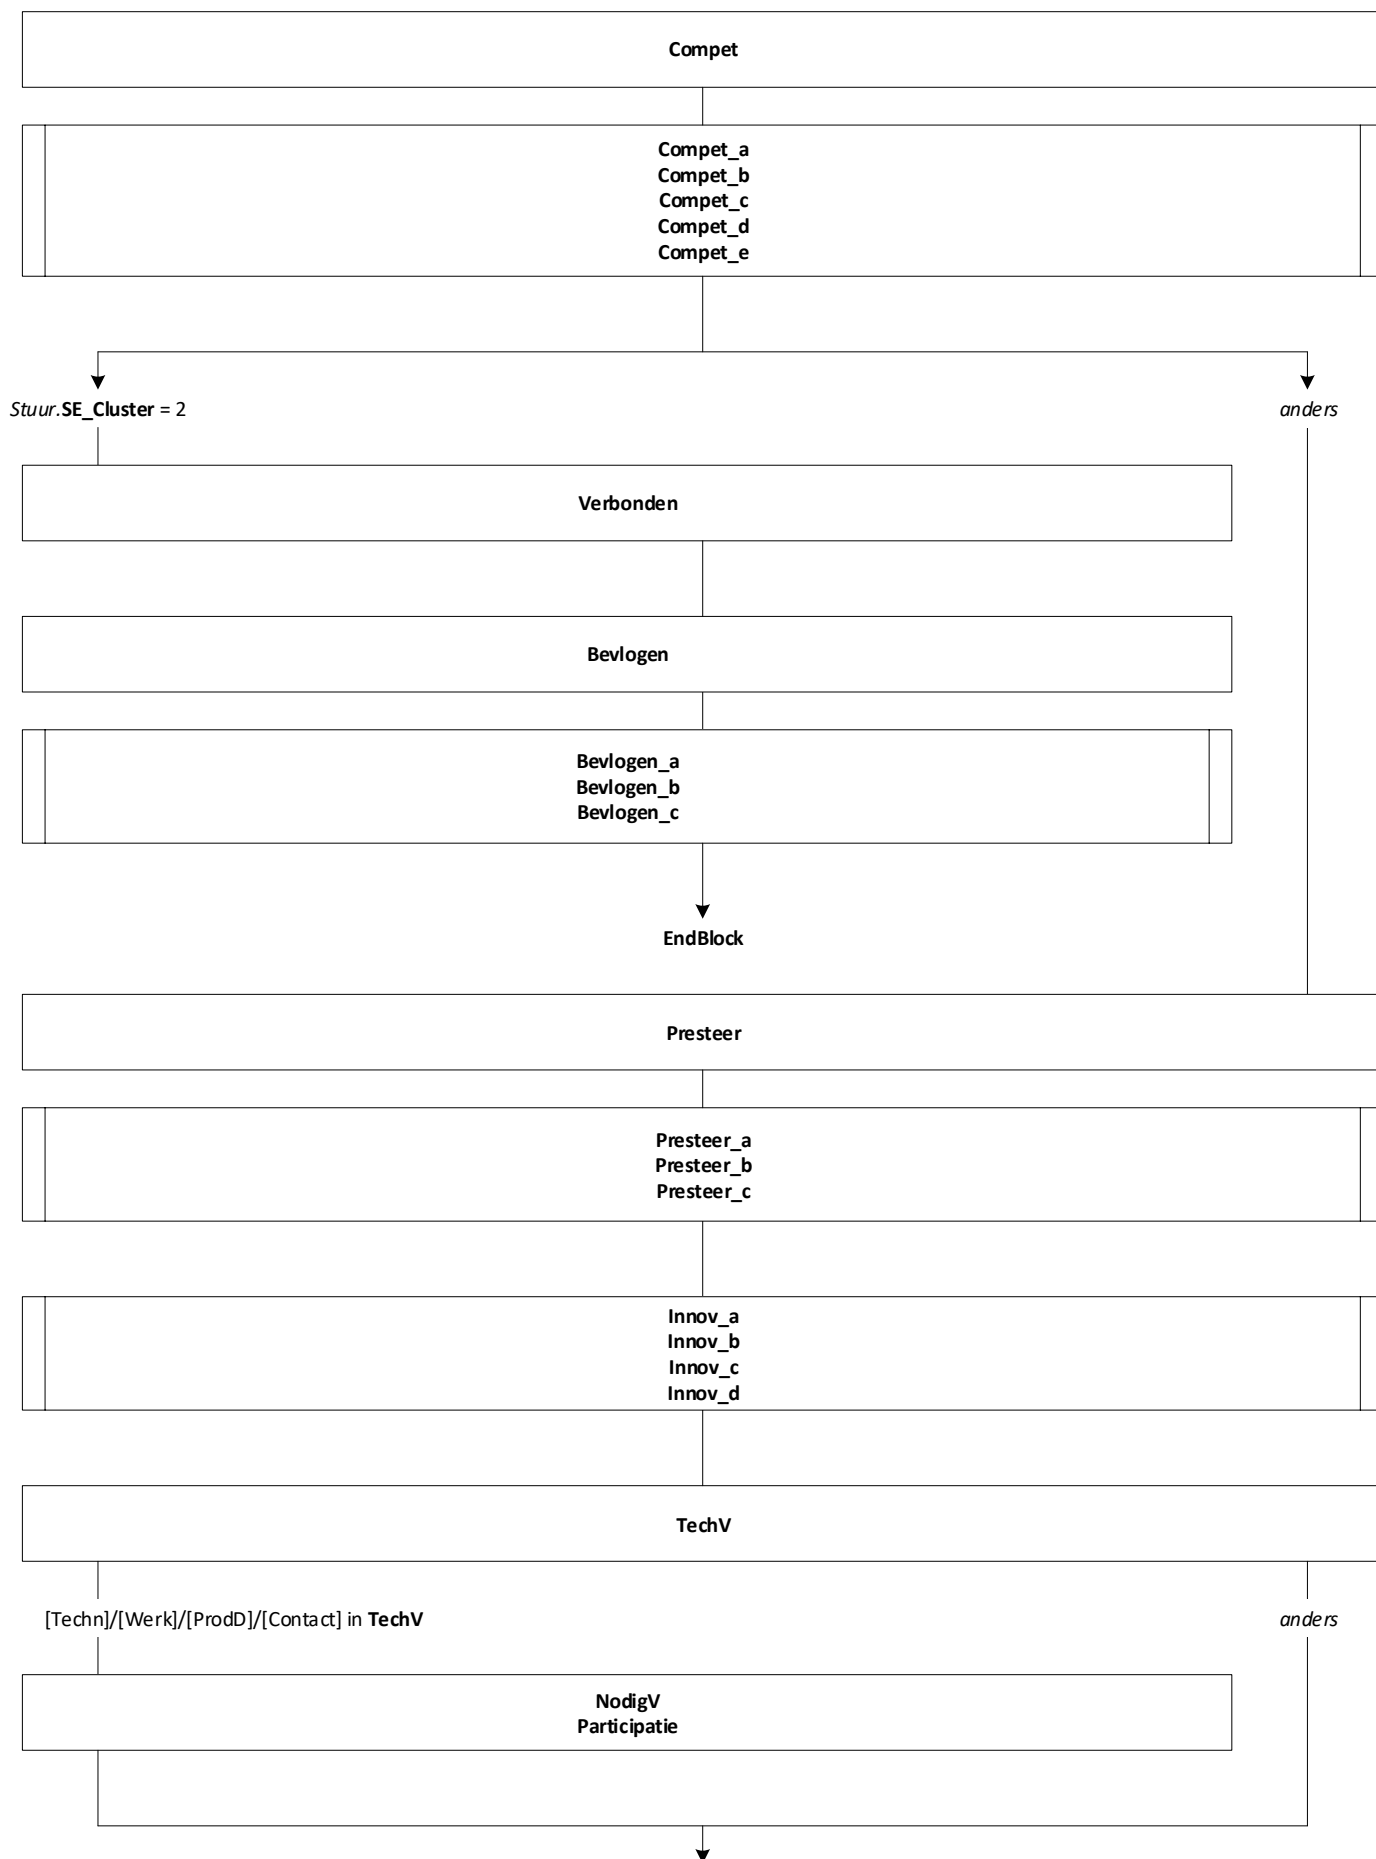 Compet
Compet_a
Compet_b
Compet_c
Compet_d
Compet_e
Stuur.SE_Cluster = 2
anders
Verbonden
Bevlogen
Bevlogen_a
Bevlogen_b
Bevlogen_c
EndBlock
Presteer
Presteer_a
Presteer_b
Presteer_c
Innov_a
Innov_b
Innov_c
Innov_d
TechV
[Techn]/[Werk]/[ProdD]/[Contact] in TechV
anders
NodigV
Participatie